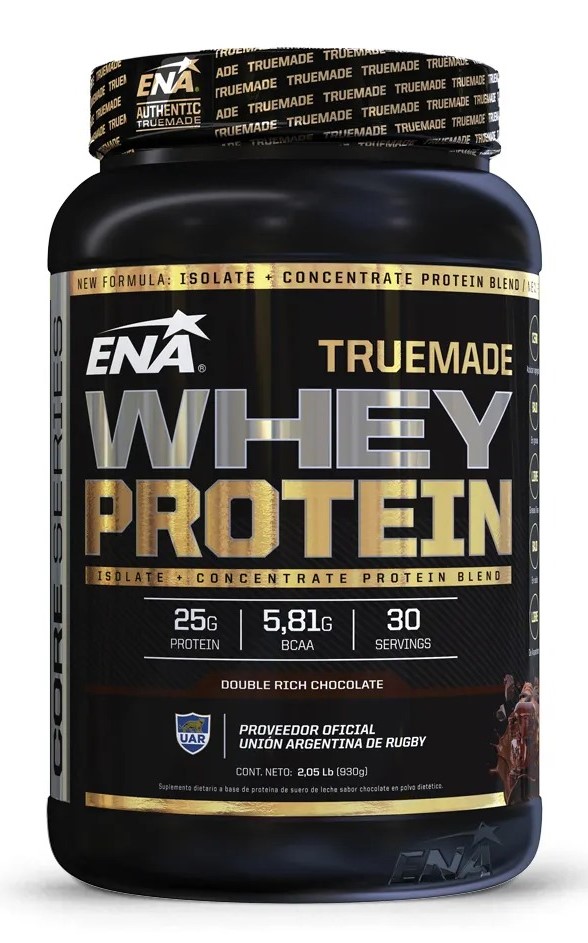 TRUEMADE TRUEMADE TRUEMADE
ENA
AUTHENTIC
TRUEMADE
NEW FORMULA: ISOLATE + CONCENTRATE PROTEIN BLEND /
ENA®
TRUEMADE
WHEY
PROTEIN
ISOLATE + CONCENTRATE PROTEIN BLEND
25G
PROTEIN
5,81G
BCAA
30
SERVINGS
DOUBLE RICH CHOCOLATE
UAR
PROVEEDOR OFICIAL
UNIÓN ARGENTINA DE RUGBY
CONT. NETO: 2,05 Lb (930g)
Suplemento dietario a base de proteína de suero de leche sabor chocolate en polvo dietético.
CORE SERIES
ENA